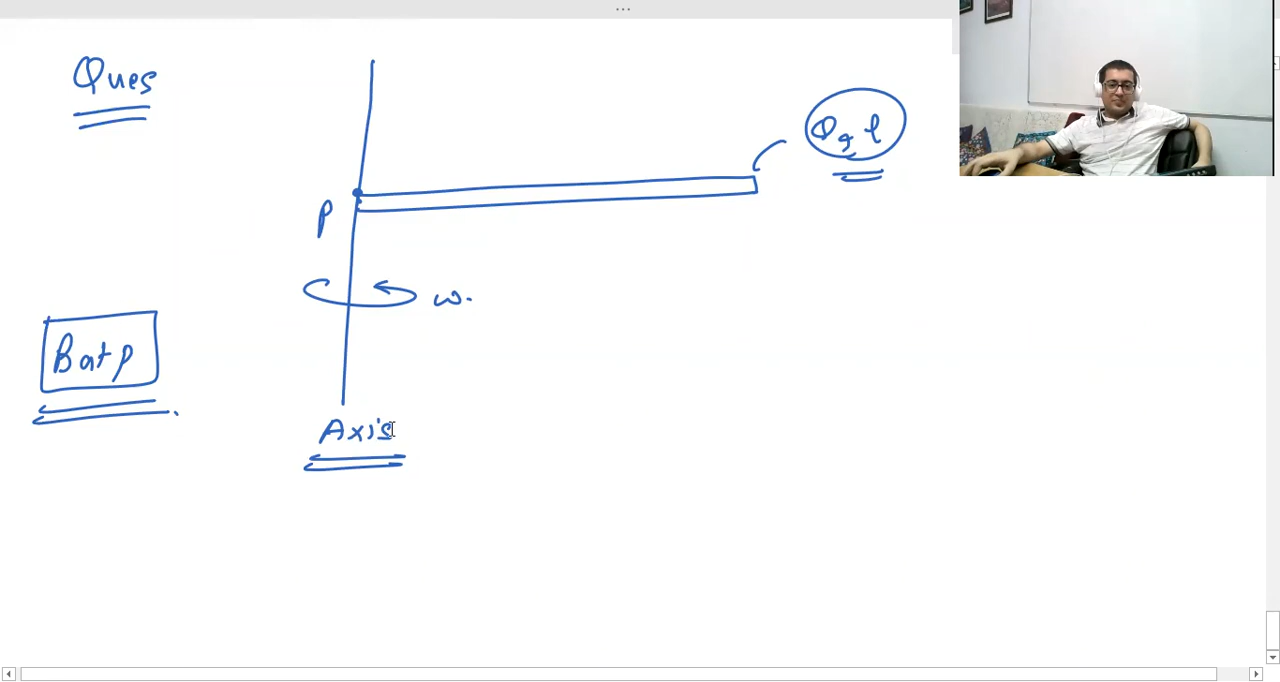 Ques
Q, l
P
ω.
B at P
Axis